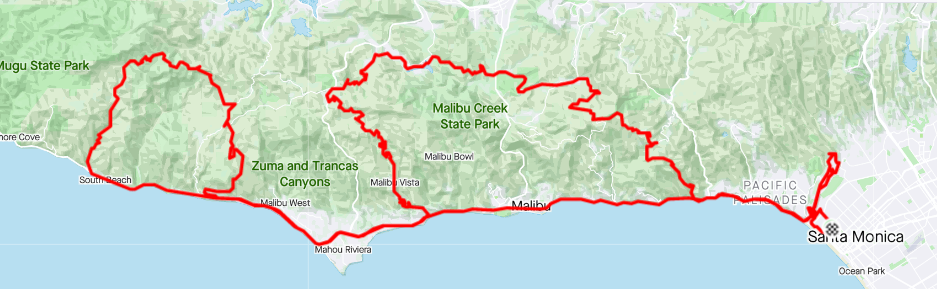 Mugu State Park
Malibu Creek
State Park
nore Cove
Malibu Bowl
Zuma and Trancas
Canyons
South Beach
Malibu Vista
PACIFIC
PALISADES
Malibu West
Malibu
Santa Monica
Mahou Riviera
Ocean Park